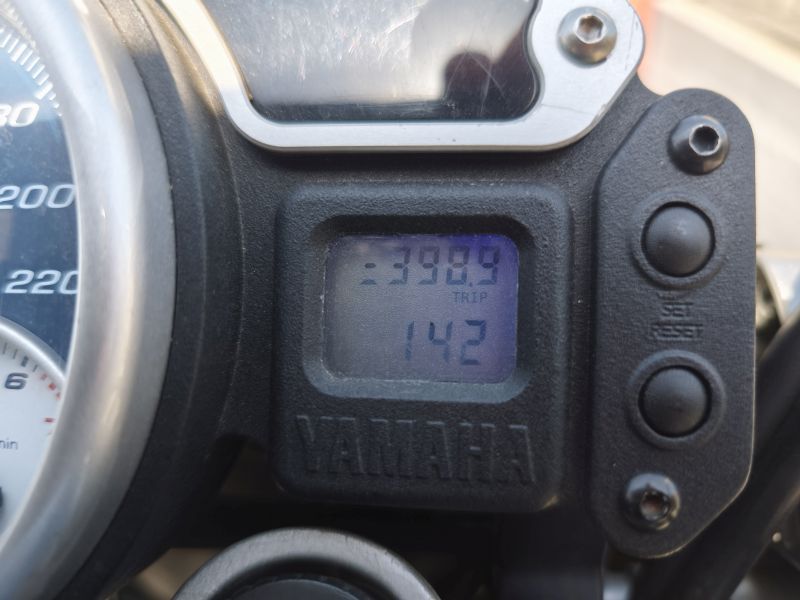 200
220
6
398.9
TRIP
142
SET
RESET
YAMAHA